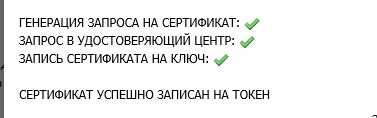 ГЕНЕРАЦИЯ ЗАПРОСА НА СЕРТИФИКАТ:
ЗАПРОС В УДОСТОВЕРЯЮЩИЙ ЦЕНТР:
ЗАПИСЬ СЕРТИФИКАТА НА КЛЮЧ:
СЕРТИФИКАТ УСПЕШНО ЗАПИСАН НА ТОКЕН